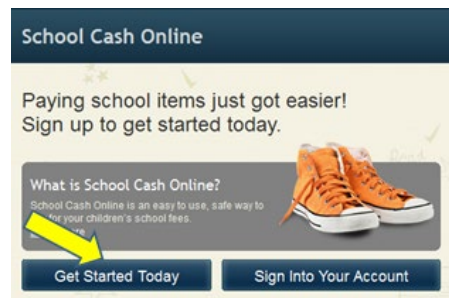 School Cash Online
Paying school items just got easier!
Sign up to get started today.
What is School Cash Online?
School Cash Online is an easy to use, safe way to
for your children's school fees.
Get Started Today
Sign Into Your Account